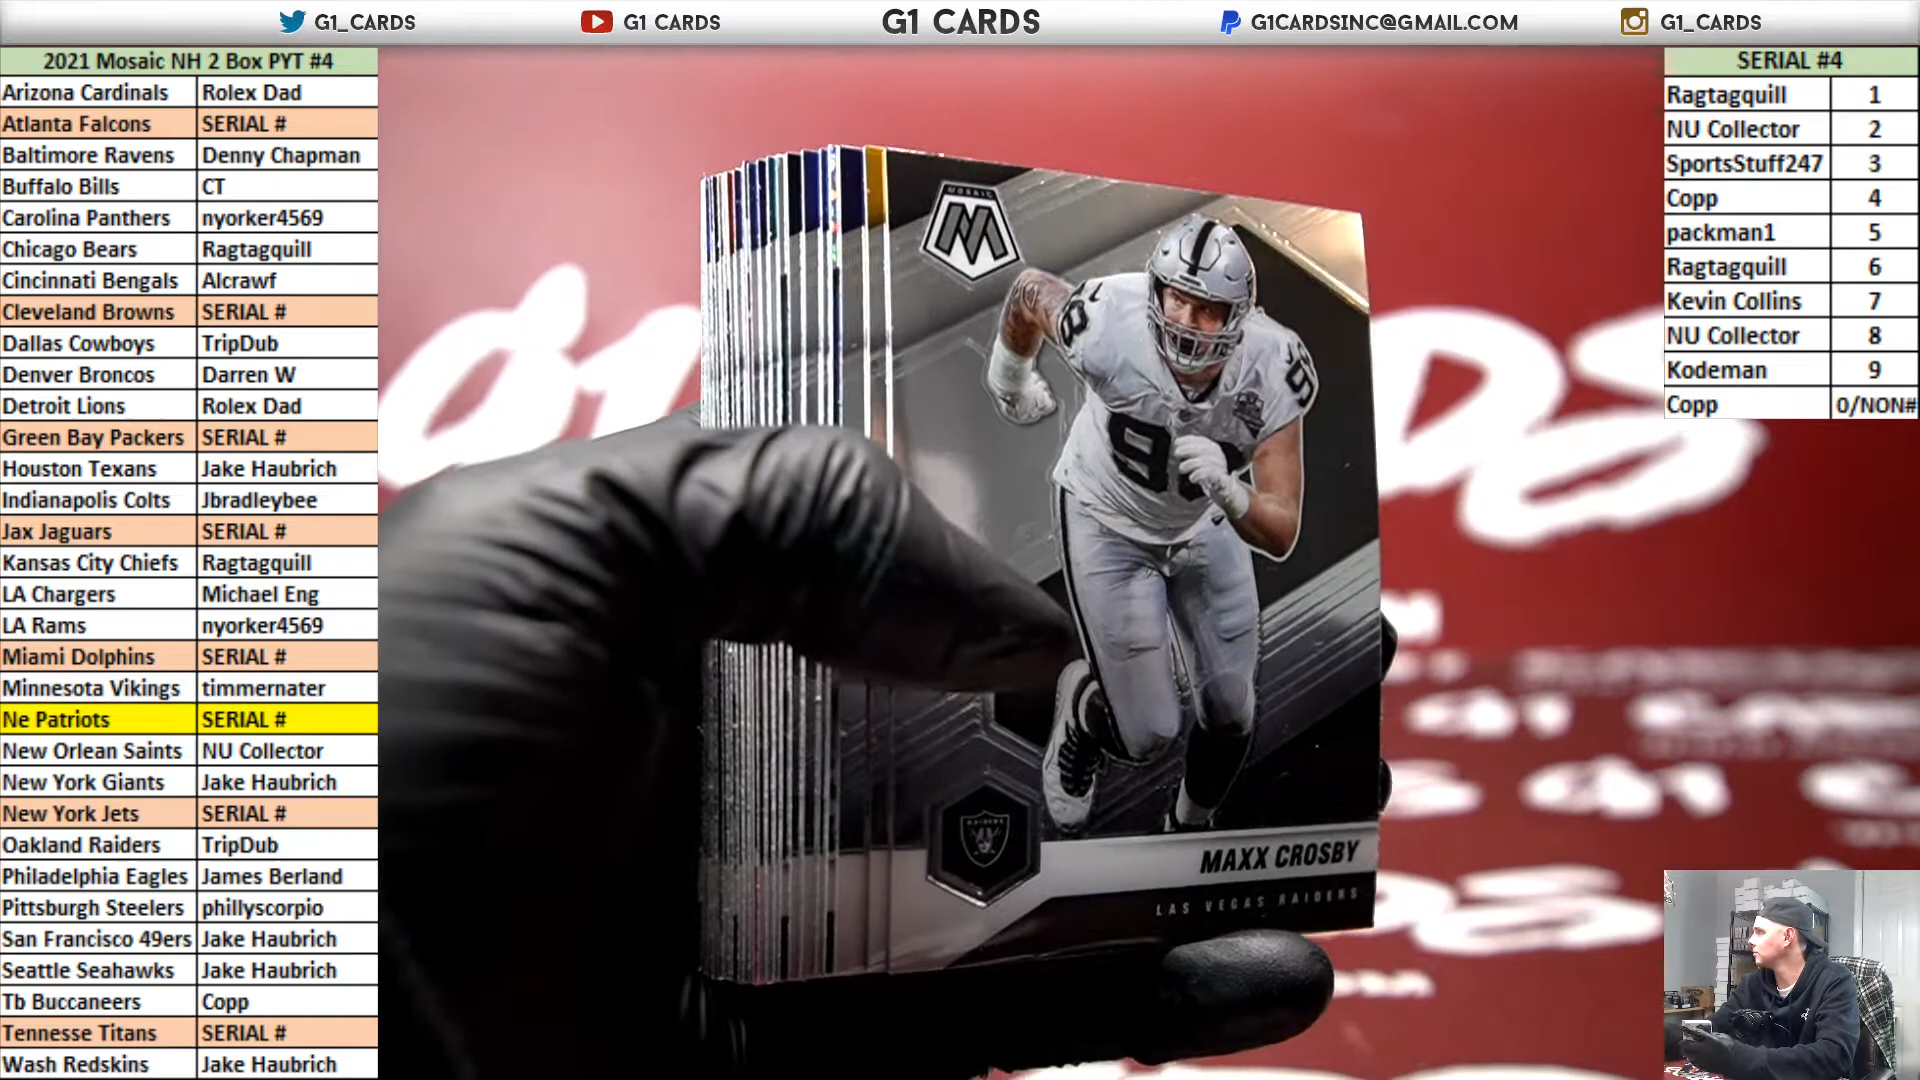 G1_CARDS G1 CARDS G1 CARDS G1CARDSINC@GMAIL.COM G1_CARDS
2021 Mosaic NH 2 Box PYT #4
Arizona Cardinals Rolex Dad
Atlanta Falcons SERIAL #
Baltimore Ravens Denny Chapman
Buffalo Bills CT
Carolina Panthers nyorker4569
Chicago Bears Ragtagquill
Cincinnati Bengals Alcrawf
Cleveland Browns SERIAL #
Dallas Cowboys TripDub
Denver Broncos Darren W
Detroit Lions Rolex Dad
Green Bay Packers SERIAL #
Houston Texans Jake Haubrich
Indianapolis Colts Jbradleybee
Jax Jaguars SERIAL #
Kansas City Chiefs Ragtagquill
LA Chargers Michael Eng
LA Rams nyorker4569
Miami Dolphins SERIAL #
Minnesota Vikings timmernater
Ne Patriots SERIAL #
New Orlean Saints NU Collector
New York Giants Jake Haubrich
New York Jets SERIAL #
Oakland Raiders TripDub
Philadelphia Eagles James Berland
Pittsburgh Steelers phillyscorpio
San Francisco 49ers Jake Haubrich
Seattle Seahawks Jake Haubrich
Tb Buccaneers Copp
Tennesse Titans SERIAL #
Wash Redskins Jake Haubrich
MOSAIC
M
98
98
RAIDERS
MAXX CROSBY
LAS VEGAS RAIDERS
SERIAL #4
Ragtagquill 1
NU Collector 2
SportsStuff247 3
Copp 4
packman1 5
Ragtagquill 6
Kevin Collins 7
NU Collector 8
Kodeman 9
Copp 0/NON#